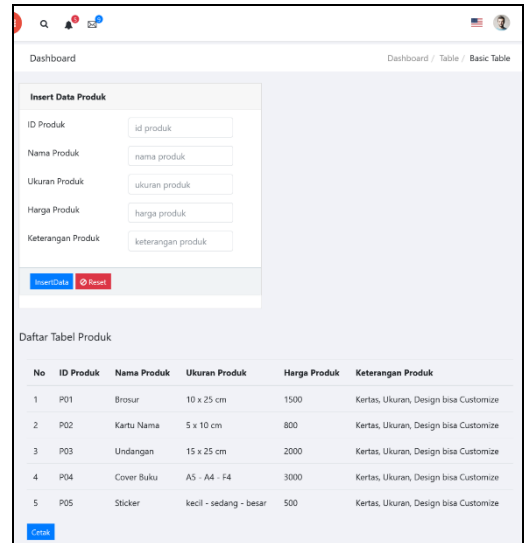 Dashboard
Dashboard / Table / Basic Table
Insert Data Produk
ID Produk id produk
Nama Produk nama produk
Ukuran Produk ukuran produk
Harga Produk harga produk
Keterangan Produk keterangan produk
InsertData Reset
Daftar Tabel Produk
No ID Produk Nama Produk Ukuran Produk Harga Produk Keterangan Produk
1 P01 Brosur 10 x 25 cm 1500 Kertas, Ukuran, Design bisa Customize
2 P02 Kartu Nama 5 x 10 cm 800 Kertas, Ukuran, Design bisa Customize
3 P03 Undangan 15 x 25 cm 2000 Kertas, Ukuran, Design bisa Customize
4 P04 Cover Buku A5 - A4 - F4 3000 Kertas, Ukuran, Design bisa Customize
5 P05 Sticker kecil - sedang - besar 500 Kertas, Ukuran, Design bisa Customize
Cetak